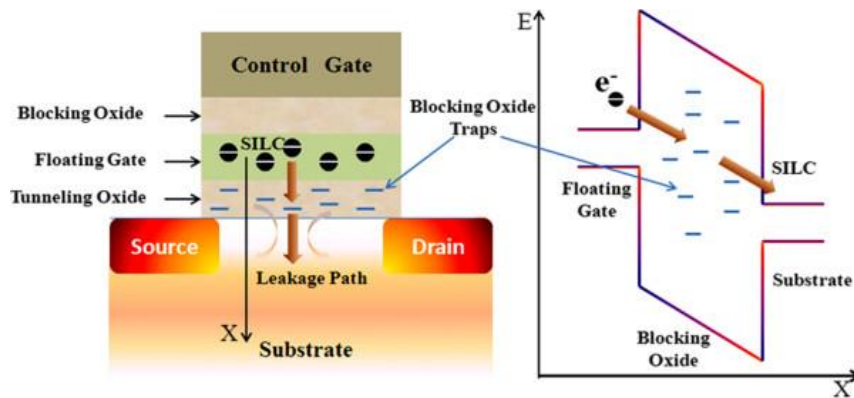 Control Gate
Blocking Oxide
SILC
Floating Gate
Tunneling Oxide
Source
Drain
Leakage Path
X
Substrate
Blocking Oxide
Traps
E
e-
SILC
Floating
Gate
Substrate
Blocking
Oxide
X